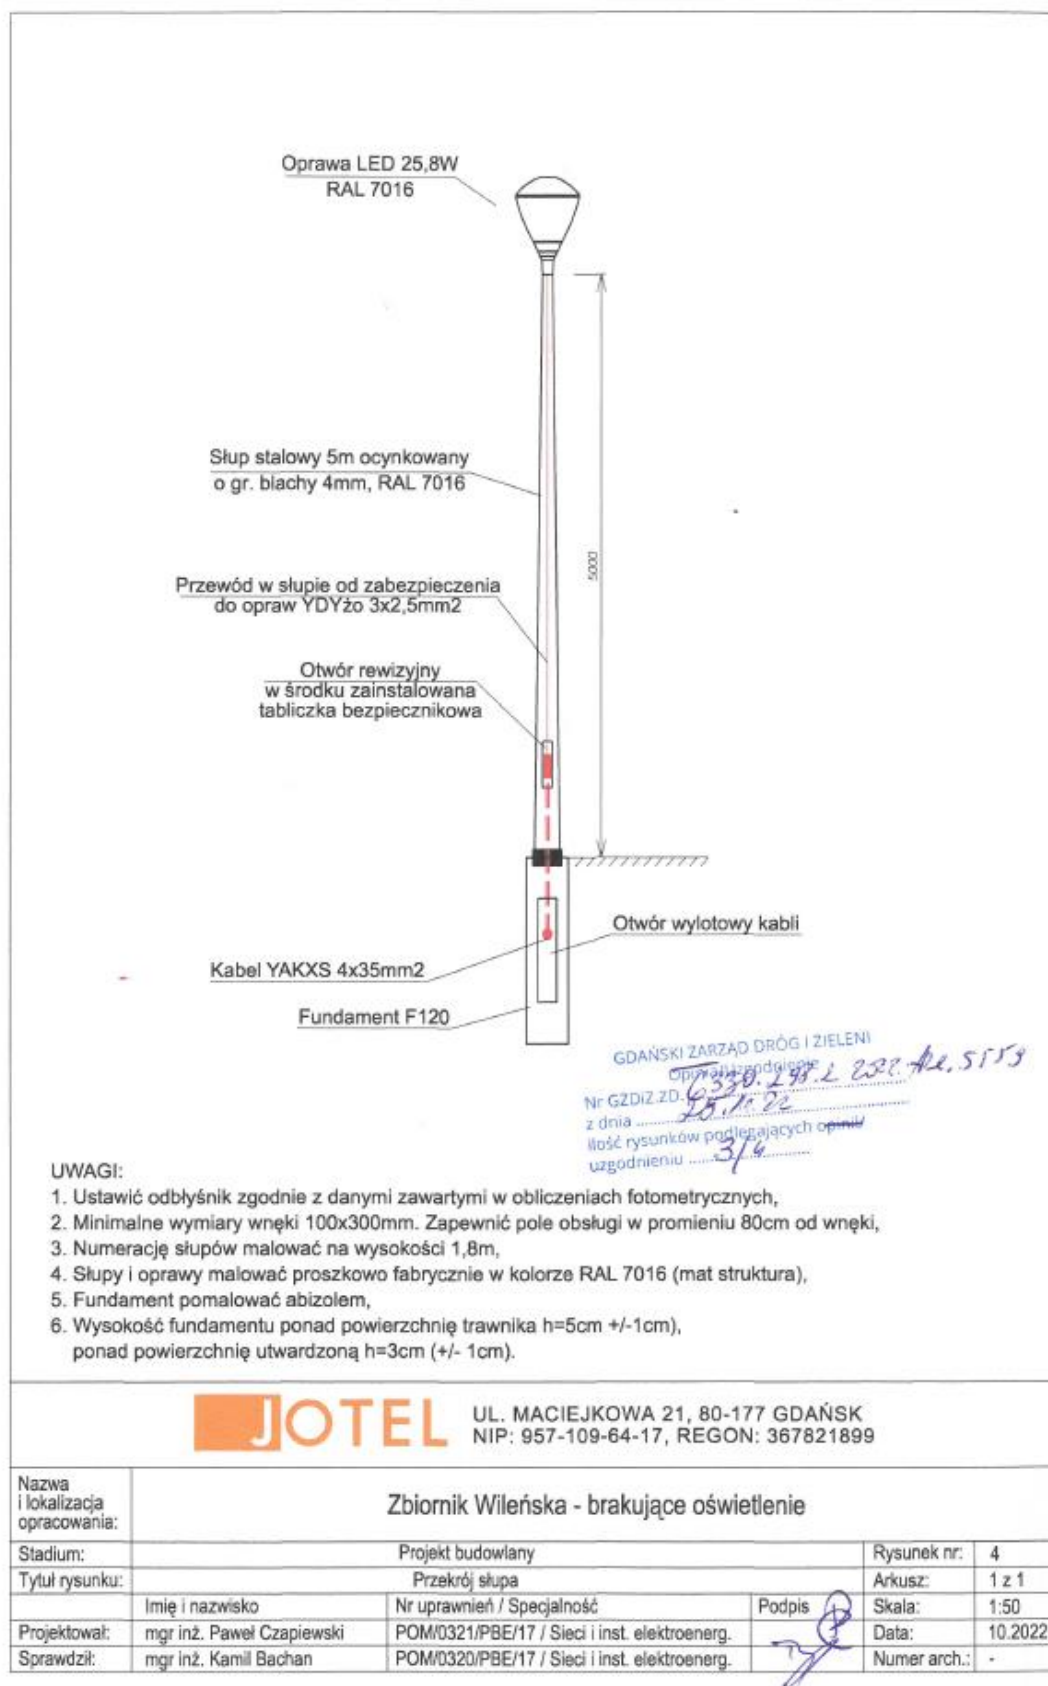 Oprawa LED 25,8W
RAL 7016
Słup stalowy 5m ocynkowany
o gr. blachy 4mm, RAL 7016
5000
Przewód w słupie od zabezpieczenia
do opraw YDYżo 3x2,5mm2
Otwór rewizyjny
w środku zainstalowana
tabliczka bezpiecznikowa
Otwór wylotowy kabli
Kabel YAKXS 4x35mm2
Fundament F120
GDAŃSKI ZARZĄD DRÓG I ZIELENI
Nr GZDiZ.ZD.
z dnia
Ilość rysunków podlegających opinii/
uzgodnieniu 3/4
UWAGI:
1. Ustawić odbłyśnik zgodnie z danymi zawartymi w obliczeniach fotometrycznych,
2. Minimalne wymiary wnęki 100x300mm. Zapewnić pole obsługi w promieniu 80cm od wnęki,
3. Numerację słupów malować na wysokości 1,8m,
4. Słupy i oprawy malować proszkowo fabrycznie w kolorze RAL 7016 (mat struktura),
5. Fundament pomalować abizolem,
6. Wysokość fundamentu ponad powierzchnię trawnika h=5cm +/-1cm),
ponad powierzchnię utwardzoną h=3cm (+/- 1cm).
JOTEL
UL. MACIEJKOWA 21, 80-177 GDAŃSK
NIP: 957-109-64-17, REGON: 367821899
Nazwa
i lokalizacja
opracowania:
Zbiornik Wileńska - brakujące oświetlenie
Stadium: Projekt budowlany Rysunek nr: 4
Tytuł rysunku: Przekrój słupa Arkusz: 1 z 1
Imię i nazwisko Nr uprawnień / Specjalność Podpis Skala: 1:50
Projektował: mgr inż. Paweł Czapiewski POM/0321/PBE/17 / Sieci i inst. elektroenerg. Data: 10.2022
Sprawdził: mgr inż. Kamil Bachan POM/0320/PBE/17 / Sieci i inst. elektroenerg. Numer arch.: -